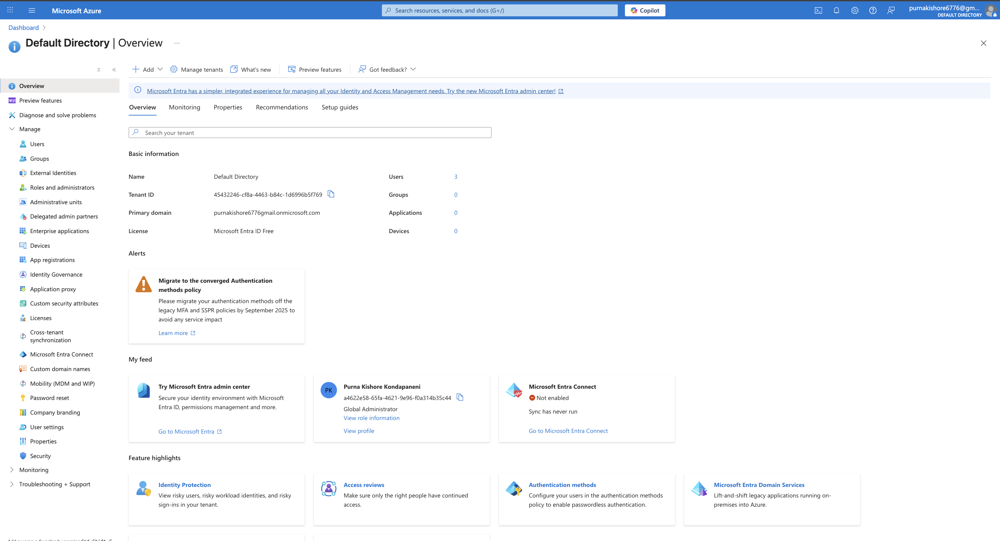 Microsoft Azure
Search resources, services, and docs (G+/)
Copilot
purnakishore6776@gm...
DEFAULT DIRECTORY
Dashboard
Default Directory | Overview
...
Add
Manage tenants
What's new
Preview features
Got feedback?
Overview
Preview features
Diagnose and solve problems
Manage
Users
Groups
External Identities
Roles and administrators
Administrative units
Delegated admin partners
Enterprise applications
Devices
App registrations
Identity Governance
Application proxy
Custom security attributes
Licenses
Cross-tenant
synchronization
Microsoft Entra Connect
Custom domain names
Mobility (MDM and WIP)
Password reset
Company branding
User settings
Properties
Security
Monitoring
Troubleshooting + Support
Microsoft Entra has a simpler, integrated experience for managing all your Identity and Access Management needs. Try the new Microsoft Entra admin center!
Overview Monitoring Properties Recommendations Setup guides
Search your tenant
Basic information
Name Default Directory Users 3
Tenant ID 45432246-cf8a-4463-b84c-1d6996b5f769 Groups 0
Primary domain purnakishore6776gmail.onmicrosoft.com Applications 0
License Microsoft Entra ID Free Devices 0
Alerts
Migrate to the converged Authentication
methods policy
Please migrate your authentication methods off the
legacy MFA and SSPR policies by September 2025 to
avoid any service impact
Learn more
My feed
Try Microsoft Entra admin center
Secure your identity environment with Microsoft
Entra ID, permissions management and more.
Go to Microsoft Entra
PK
Purna Kishore Kondapaneni
a4622e58-65fa-4621-9e96-f0a314b35c44
Global Administrator
View role information
View profile
Microsoft Entra Connect
Not enabled
Sync has never run
Go to Microsoft Entra Connect
Feature highlights
Identity Protection
View risky users, risky workload identities, and risky
sign-ins in your tenant.
Access reviews
Make sure only the right people have continued
access.
Authentication methods
Configure your users in the authentication methods
policy to enable passwordless authentication.
Microsoft Entra Domain Services
Lift-and-shift legacy applications running on-
premises into Azure.